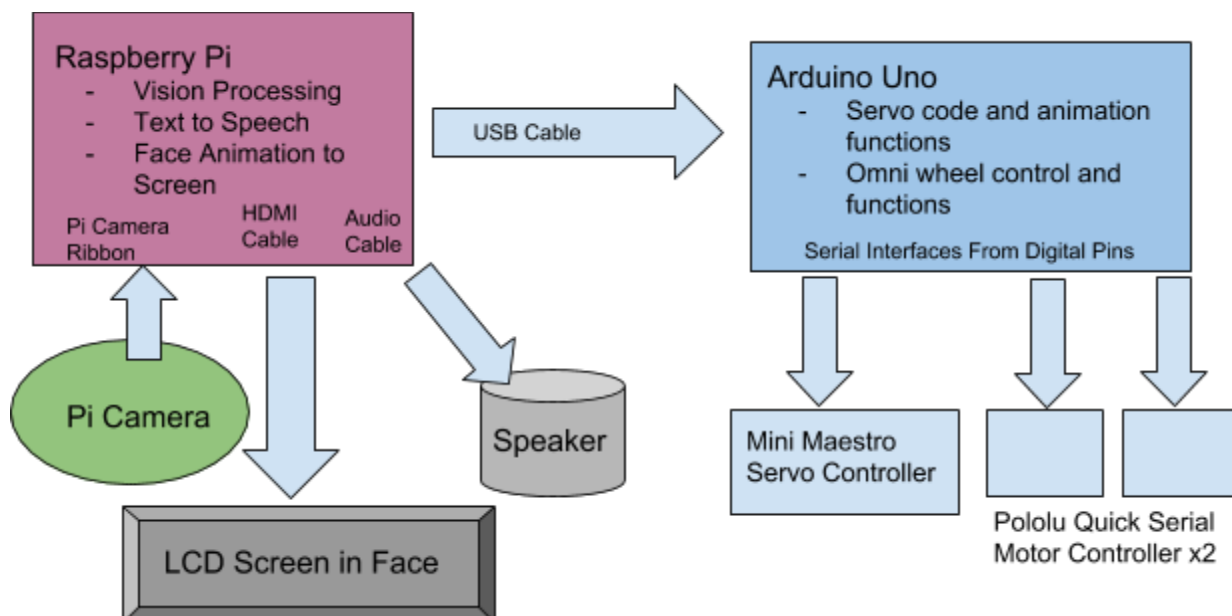 Raspberry Pi
- Vision Processing
- Text to Speech
- Face Animation to
Screen
Pi Camera
Ribbon
HDMI
Cable
Audio
Cable
USB Cable
Arduino Uno
- Servo code and animation
functions
- Omni wheel control and
functions
Serial Interfaces From Digital Pins
Pi Camera
Speaker
LCD Screen in Face
Mini Maestro
Servo Controller
Pololu Quick Serial
Motor Controller x2